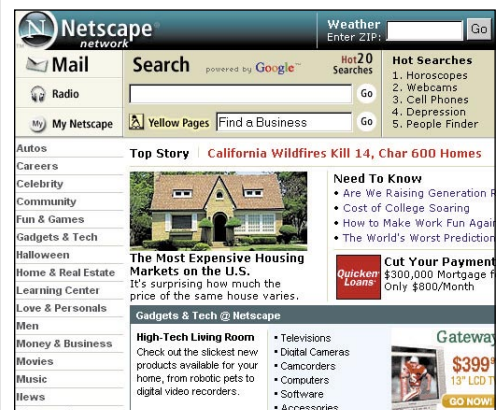 N Netscape®
network
Weather
Enter ZIP:
Go
Mail
Radio
My My Netscape
Search powered by Google™
Hot20
Searches
Go
Yellow Pages Find a Business Go
Hot Searches
1. Horoscopes
2. Webcams
3. Cell Phones
4. Depression
5. People Finder
Autos
Careers
Celebrity
Community
Fun & Games
Gadgets & Tech
Halloween
Home & Real Estate
Learning Center
Love & Personals
Men
Money & Business
Movies
Music
News
Top Story California Wildfires Kill 14, Char 600 Homes
The Most Expensive Housing
Markets on the U.S.
It's surprising how much the
price of the same house varies.
Need To Know
• Are We Raising Generation
• Cost of College Soaring
• How to Make Work Fun Again
• The World's Worst Prediction
Quicken
Loans
Cut Your Payment
$300,000 Mortgage f
Only $800/Month
Gadgets & Tech @ Netscape
High-Tech Living Room
Check out the slickest new
products available for your
home, from robotic pets to
digital video recorders.
• Televisions
• Digital Cameras
• Camcorders
• Computers
• Software
• Accessories
Gateway
$399
13" LCD T
GO NOW!